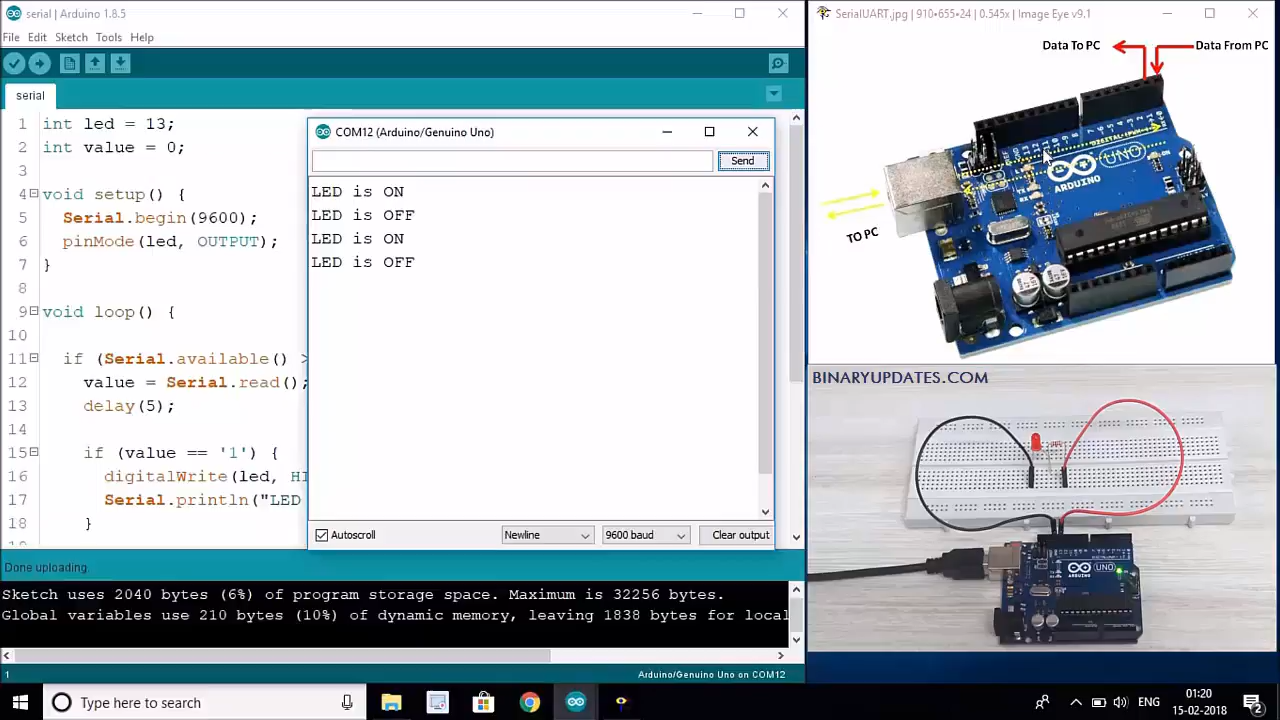 serial | Arduino 1.8.5
File Edit Sketch Tools Help
serial
1 int led = 13;
2 int value = 0;
3
4 void setup() {
5 Serial.begin(9600);
6 pinMode(led, OUTPUT);
7 }
8
9 void loop() {
10
11 if (Serial.available() >
12 value = Serial.read();
13 delay(5);
14
15 if (value == '1') {
16 digitalWrite(led, HI
17 Serial.println("LED
18 }
COM12 (Arduino/Genuino Uno)
Send
LED is ON
LED is OFF
LED is ON
LED is OFF
Autoscroll Newline 9600 baud Clear output
Done uploading.
Sketch uses 2040 bytes (6%) of program storage space. Maximum is 32256 bytes.
Global variables use 210 bytes (10%) of dynamic memory, leaving 1838 bytes for local
1 Arduino/Genuino Uno on COM12
SerialUART.jpg | 910×655×24 | 0.545x | Image Eye v9.1
Data To PC Data From PC
UNO
ARDUINO
TO PC
BINARYUPDATES.COM
UNO
ARDUINO
Type here to search
ENG
01:20
15-02-2018
2